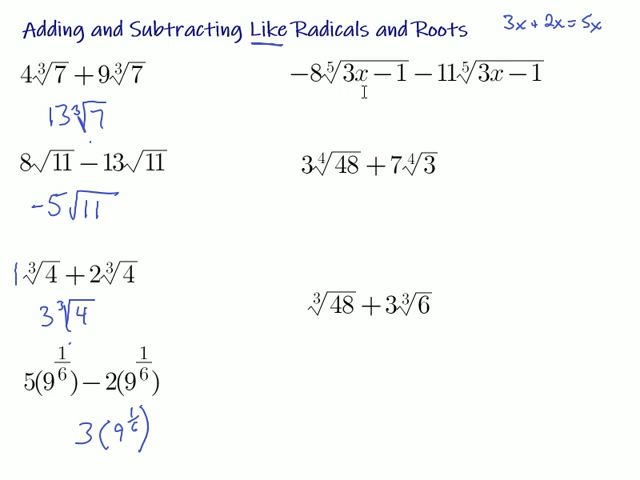 Adding and Subtracting Like Radicals and Roots
3x + 2x = 5x
4∛7 + 9∛7
13∛7
8√11 − 13√11
-5√11
1∛4 + 2∛4
3∛4
5(9^(1/6)) − 2(9^(1/6))
3(9^(1/6))
−8⁵√(3x − 1) − 11⁵√(3x − 1)
3∜48 + 7∜3
∛48 + 3∛6